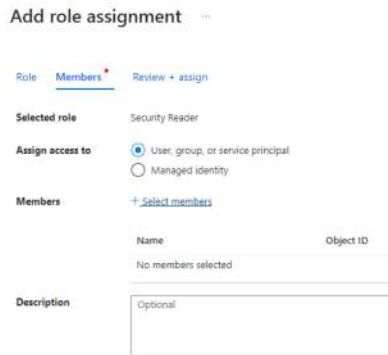 Add role assignment ...
Role Members Review + assign
Selected role Security Reader
Assign access to User, group, or service principal
Managed identity
Members + Select members
Name Object ID
No members selected
Description Optional